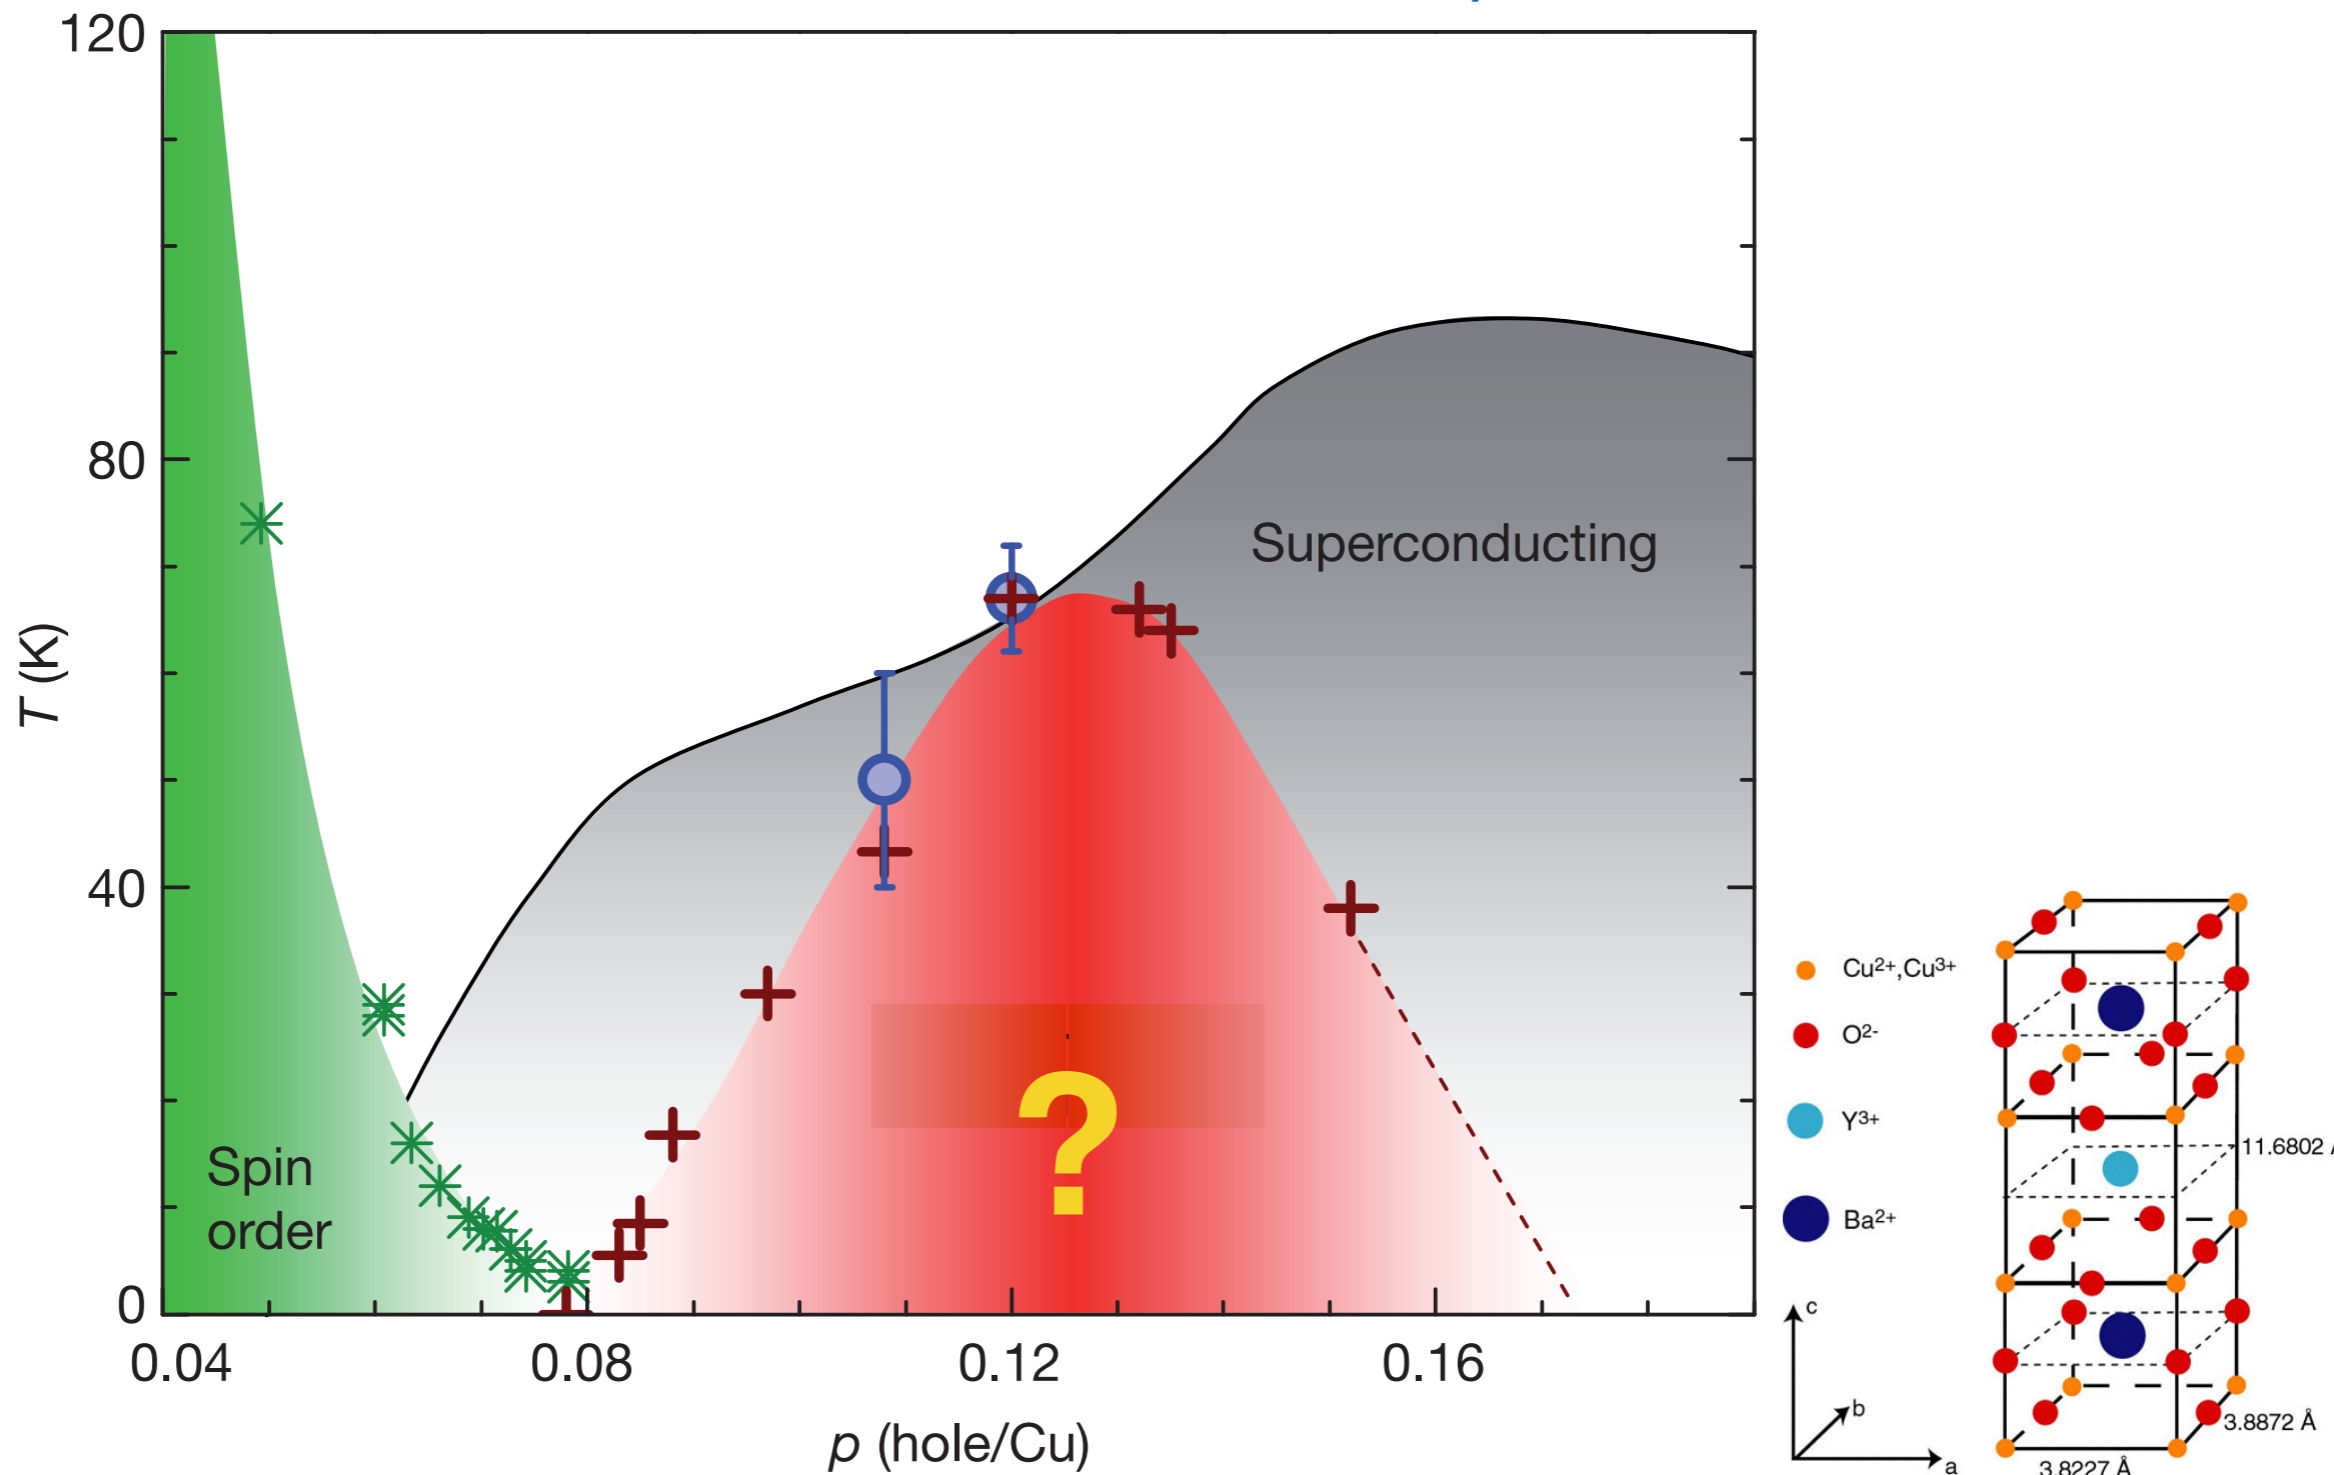 120
80
40
0
T (K)
Superconducting
Spin
order
?
0.04
0.08
0.12
0.16
p (hole/Cu)
Cu²⁺,Cu³⁺
O²⁻
Y³⁺
Ba²⁺
11.6802
3.8872 Å
3.8227 Å
c
b
a